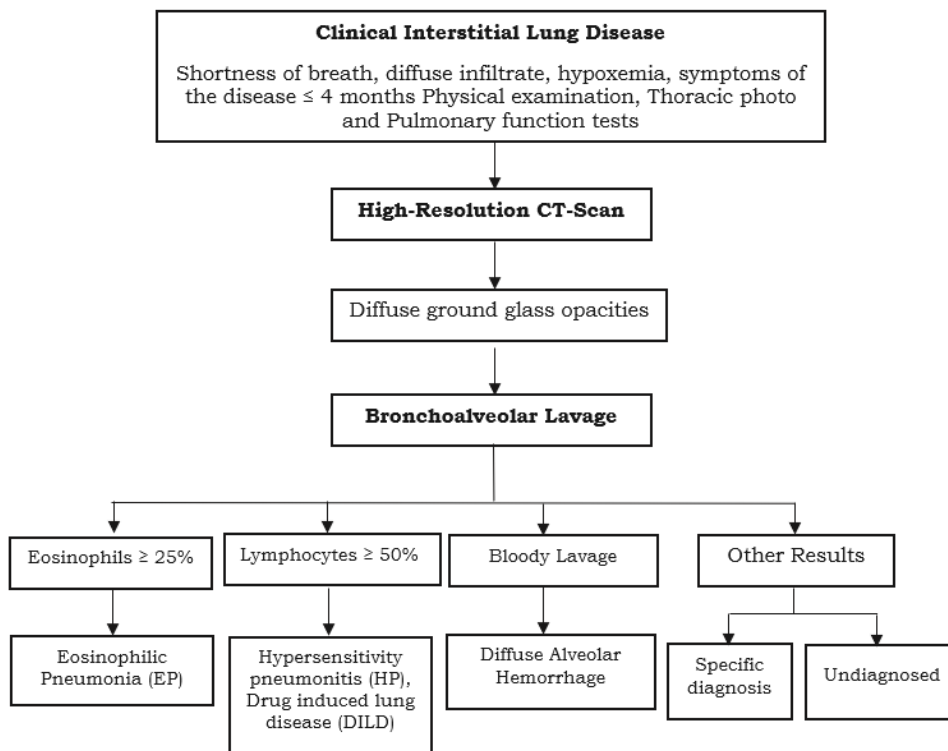 Clinical Interstitial Lung Disease
Shortness of breath, diffuse infiltrate, hypoxemia, symptoms of
the disease ≤ 4 months Physical examination, Thoracic photo
and Pulmonary function tests
High-Resolution CT-Scan
Diffuse ground glass opacities
Bronchoalveolar Lavage
Eosinophils ≥ 25%
Lymphocytes ≥ 50%
Bloody Lavage
Other Results
Eosinophilic
Pneumonia (EP)
Hypersensitivity
pneumonitis (HP),
Drug induced lung
disease (DILD)
Diffuse Alveolar
Hemorrhage
Specific
diagnosis
Undiagnosed